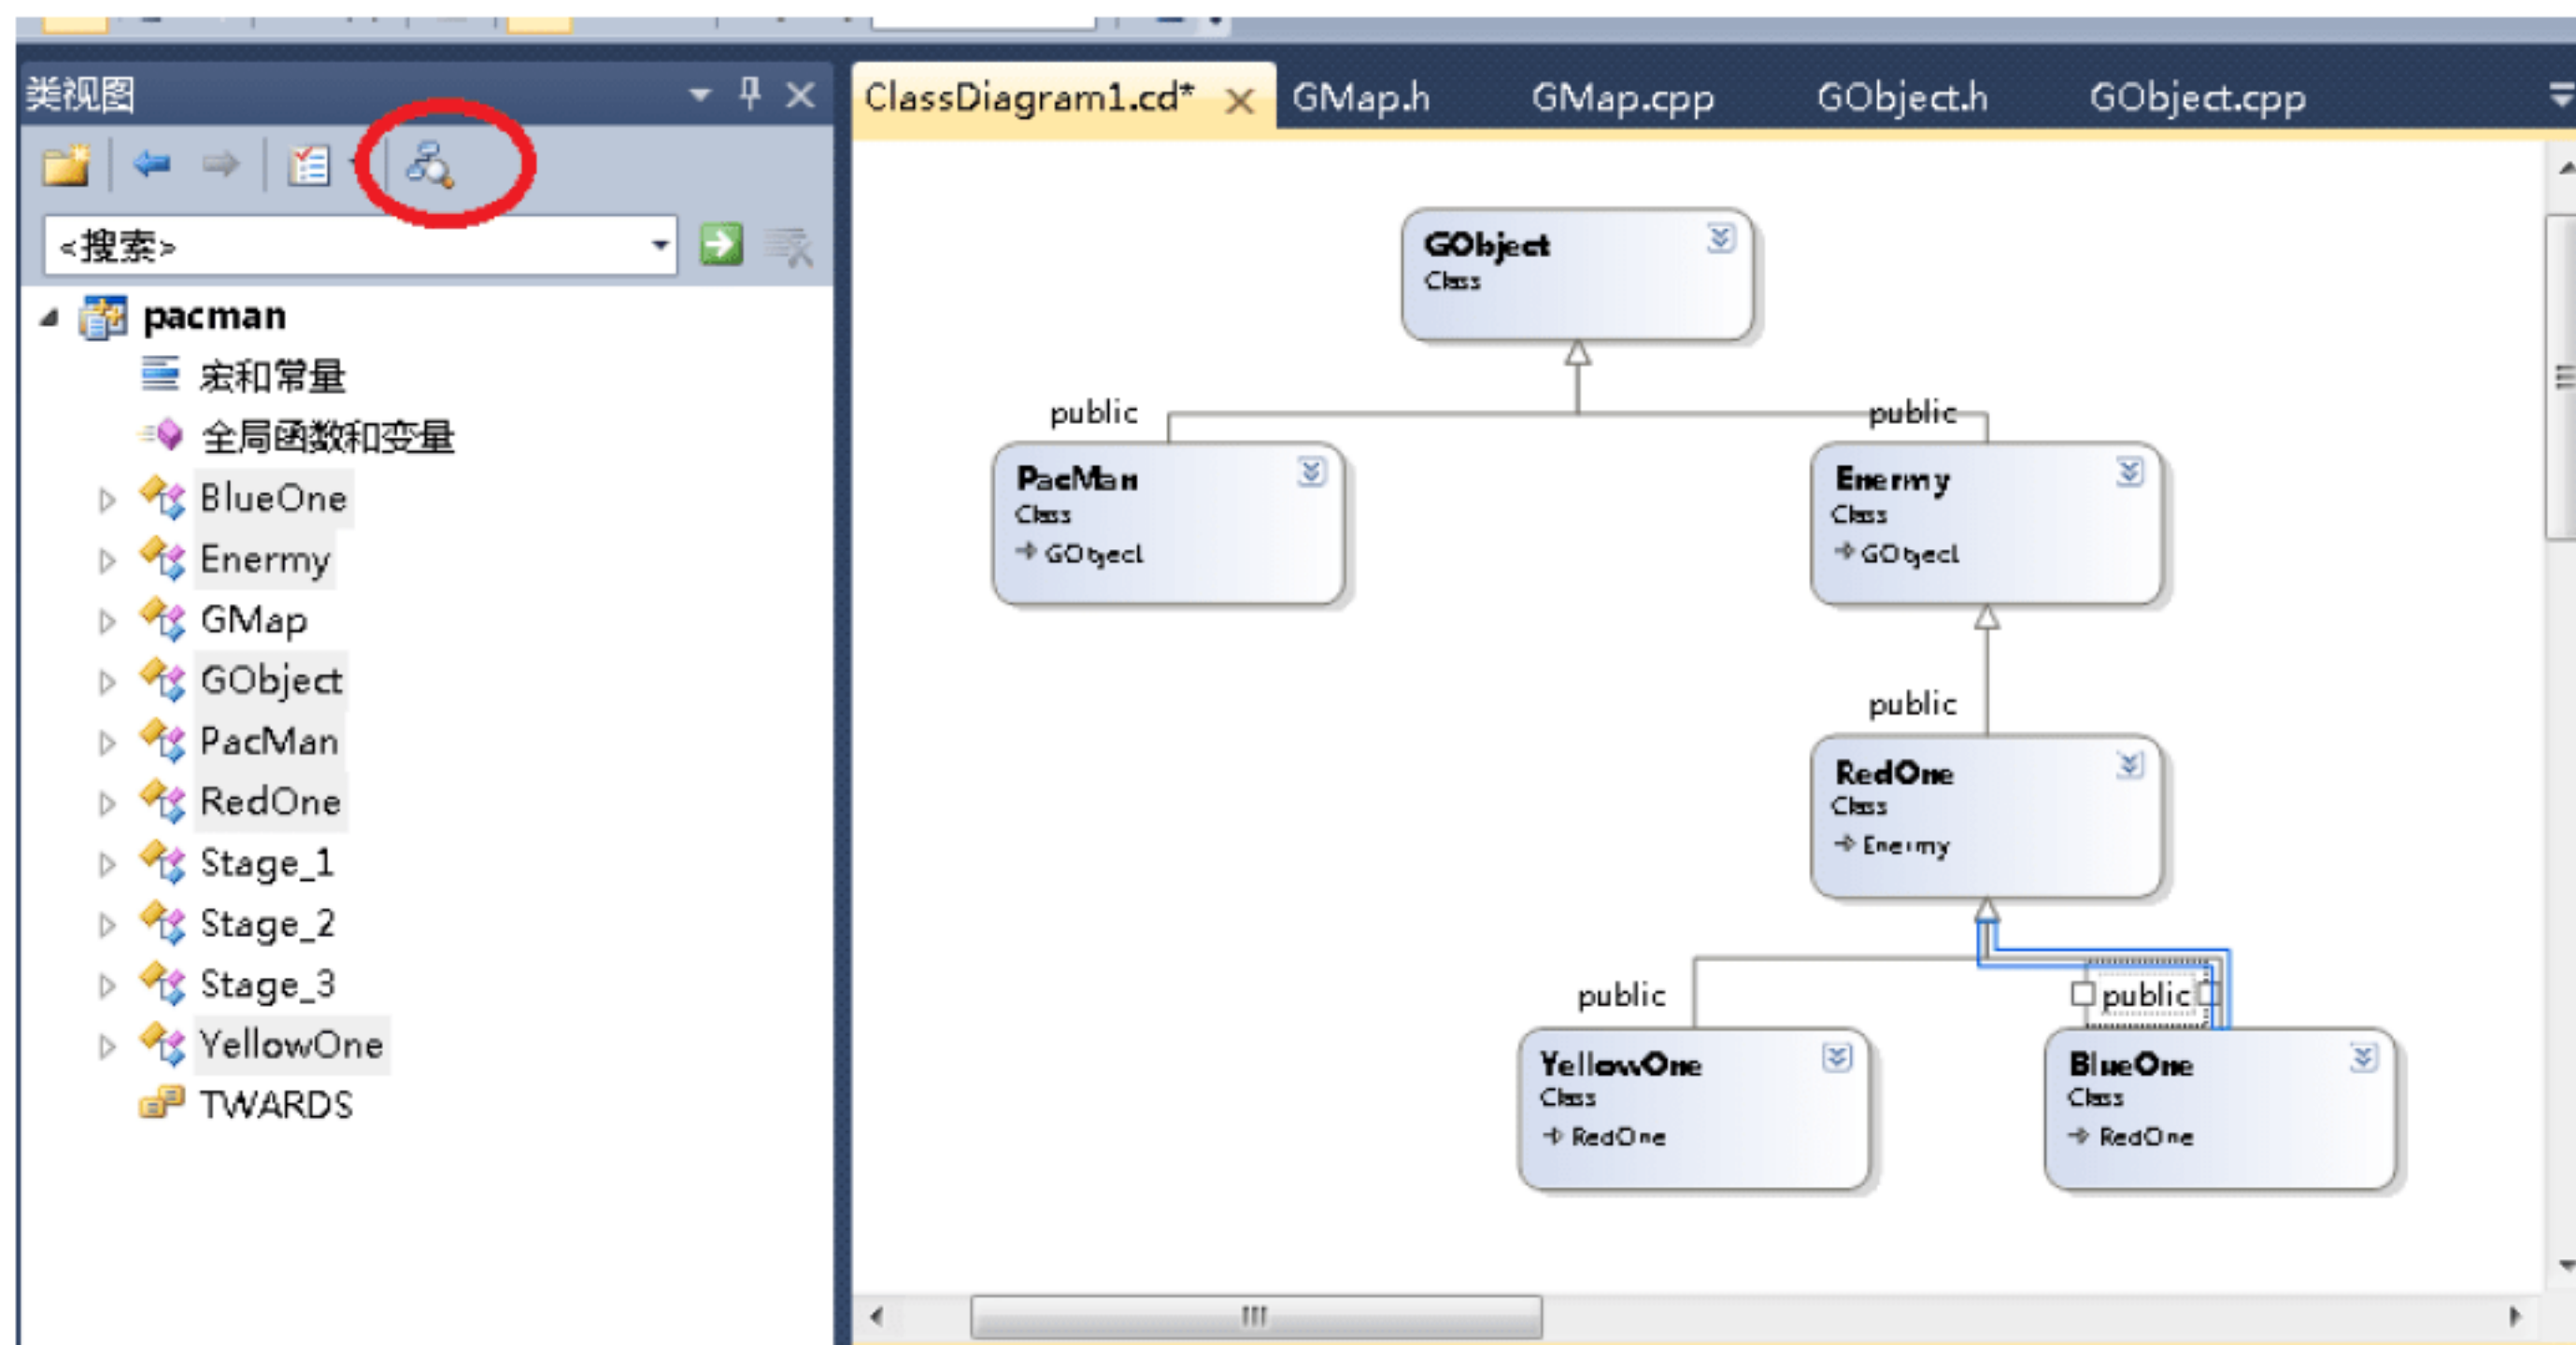 类视图
<搜索>
pacman
宏和常量
全局函数和变量
BlueOne
Enermy
GMap
GObject
PacMan
RedOne
Stage_1
Stage_2
Stage_3
YellowOne
TWARDS
ClassDiagram1.cd* GMap.h GMap.cpp GObject.h GObject.cpp
GObject
Class
public public
PacMan
Class
GObject
Enermy
Class
GObject
public
RedOne
Class
Enermy
public public
YellowOne
Class
RedOne
BlueOne
Class
RedOne